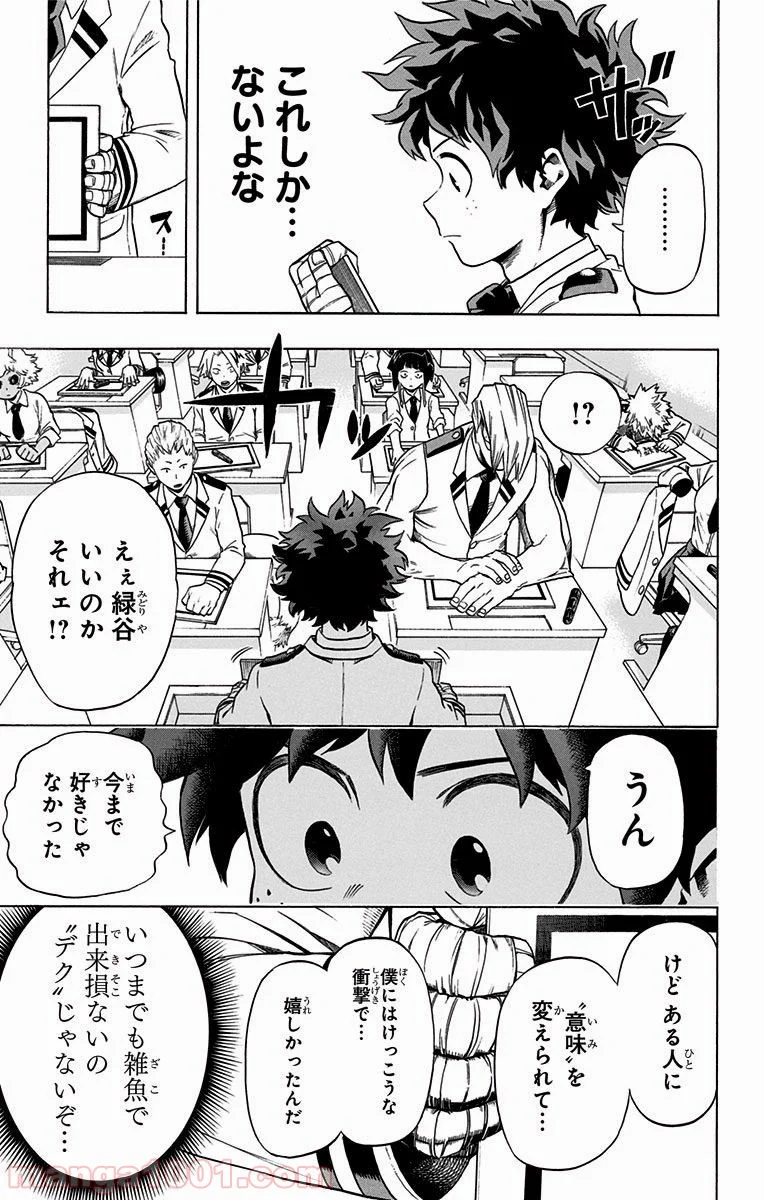 ………
ザッ
これしか…
ないよな
ス…
ザワ
!?
ええ緑谷
いいのか
それェ!?
うん
今まで
好きじゃ
なかった
けど ある人に
〝意味〟を
変えられて…
僕にはけっこうな
衝撃で…
嬉しかったんだ
いつまでも雑魚で
出来損ないの
〝デク〟じゃないぞ…
manga1001.com